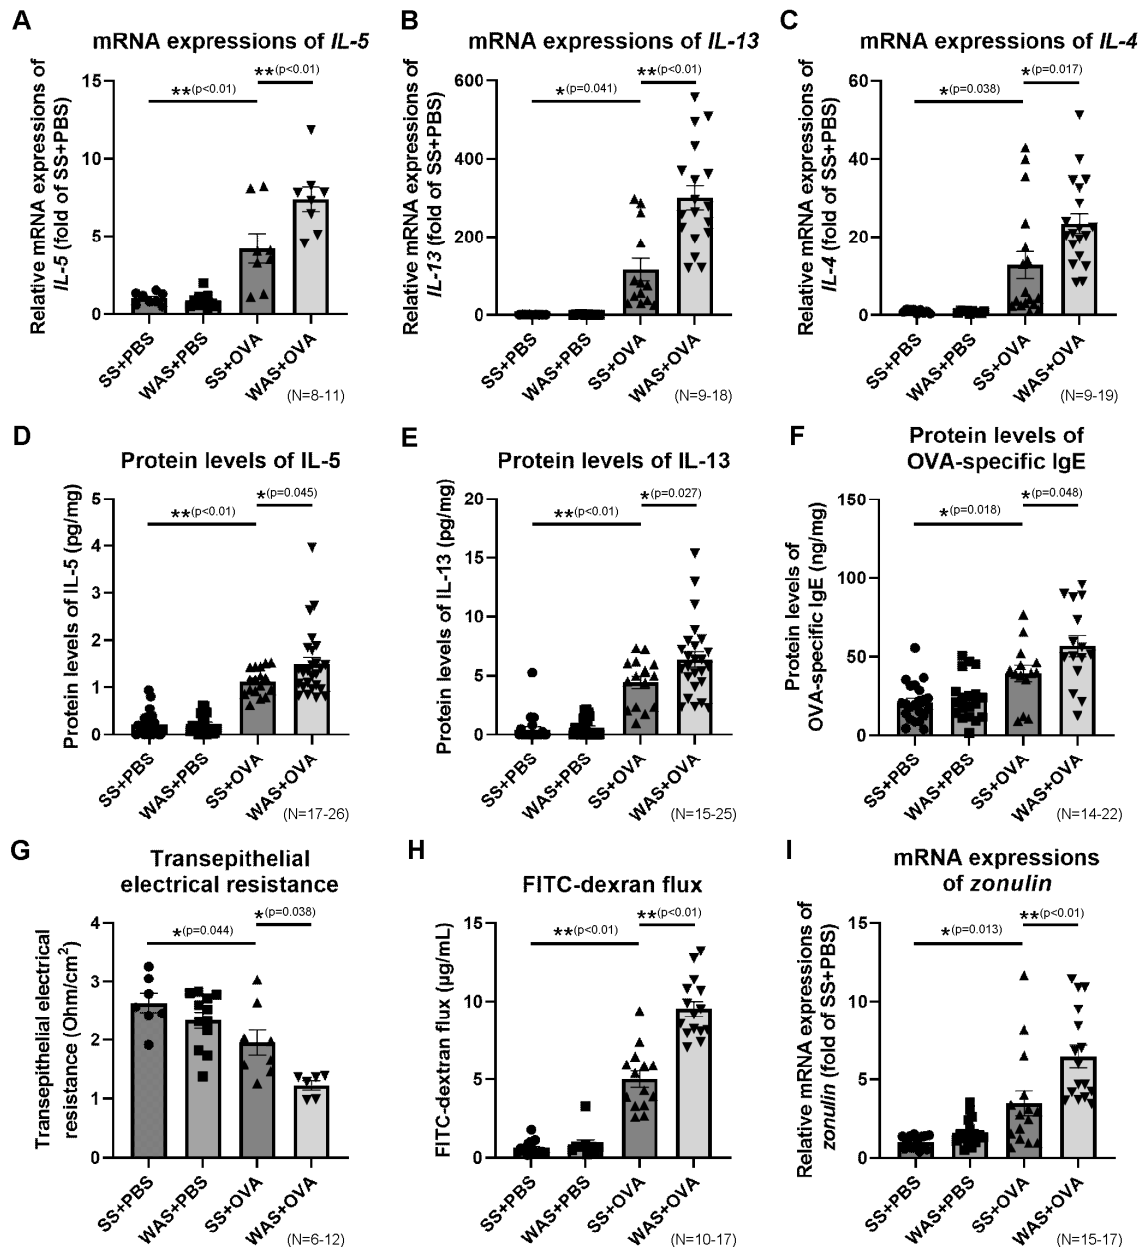 A
mRNA expressions of IL-5
Relative mRNA expressions of
IL-5 (fold of SS+PBS)
15
10
5
0
**(p<0.01)
**(p<0.01)
SS+PBS
WAS+PBS
SS+OVA
WAS+OVA
(N=8-11)
B
mRNA expressions of IL-13
Relative mRNA expressions of
IL-13 (fold of SS+PBS)
600
400
200
0
*(p=0.041)
**(p<0.01)
SS+PBS
WAS+PBS
SS+OVA
WAS+OVA
(N=9-18)
C
mRNA expressions of IL-4
Relative mRNA expressions of
IL-4 (fold of SS+PBS)
60
40
20
0
*(p=0.038)
*(p=0.017)
SS+PBS
WAS+PBS
SS+OVA
WAS+OVA
(N=9-19)
D
Protein levels of IL-5
Protein levels of IL-5 (pg/mg)
5
4
3
2
1
0
**(p<0.01)
*(p=0.045)
SS+PBS
WAS+PBS
SS+OVA
WAS+OVA
(N=17-26)
E
Protein levels of IL-13
Protein levels of IL-13 (pg/mg)
20
15
10
5
0
**(p<0.01)
*(p=0.027)
SS+PBS
WAS+PBS
SS+OVA
WAS+OVA
(N=15-25)
F
Protein levels of
OVA-specific IgE
Protein levels of
OVA-specific IgE (ng/mg)
150
100
50
0
*(p=0.018)
*(p=0.048)
SS+PBS
WAS+PBS
SS+OVA
WAS+OVA
(N=14-22)
G
Transepithelial
electrical resistance
Transepithelial electrical
resistance (Ohm/cm²)
4
3
2
1
0
*(p=0.044)
*(p=0.038)
SS+PBS
WAS+PBS
SS+OVA
WAS+OVA
(N=6-12)
H
FITC-dexran flux
FITC-dextran flux (μg/mL)
15
10
5
0
**(p<0.01)
**(p<0.01)
SS+PBS
WAS+PBS
SS+OVA
WAS+OVA
(N=10-17)
I
mRNA expressions
of zonulin
Relative mRNA expressions of
zonulin (fold of SS+PBS)
15
10
5
0
*(p=0.013)
**(p<0.01)
SS+PBS
WAS+PBS
SS+OVA
WAS+OVA
(N=15-17)